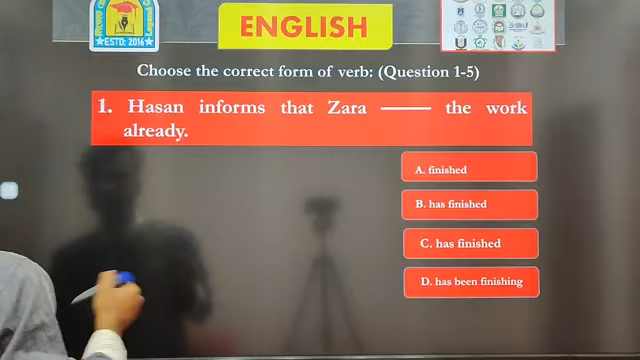 ESTD: 2016
ENGLISH
Choose the correct form of verb: (Question 1-5)
1. Hasan informs that Zara ——— the work
already.
A. finished
B. has finished
C. has finished
D. has been finishing